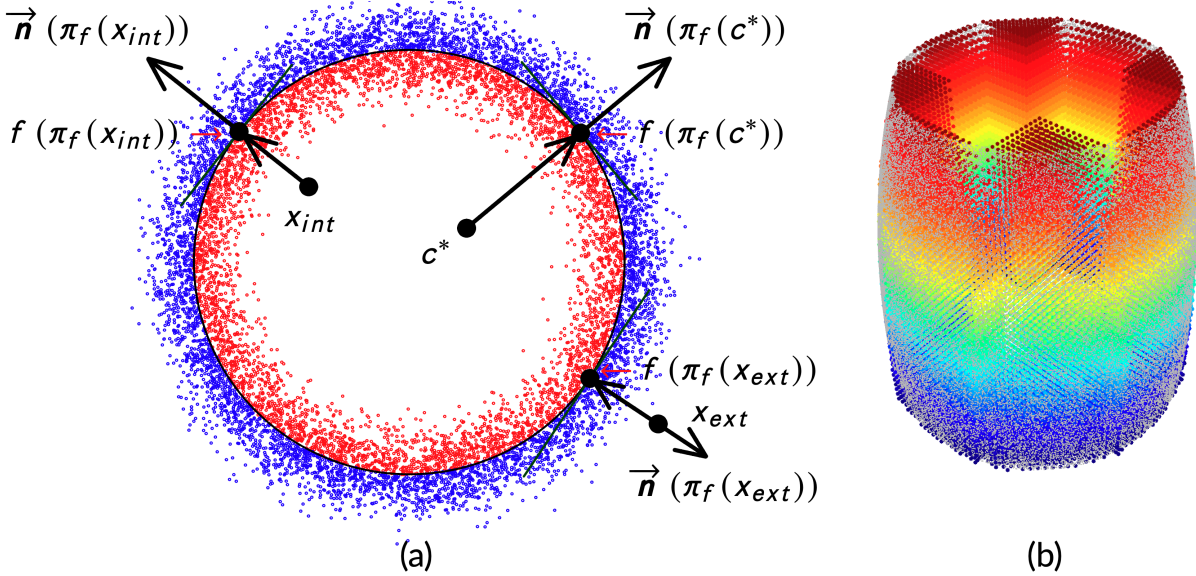 n⃗ (π_f(x_int))
n⃗ (π_f(c*))
f (π_f(x_int))
f (π_f(c*))
x_int
c*
f (π_f(x_ext))
x_ext
n⃗ (π_f(x_ext))
(a)
(b)